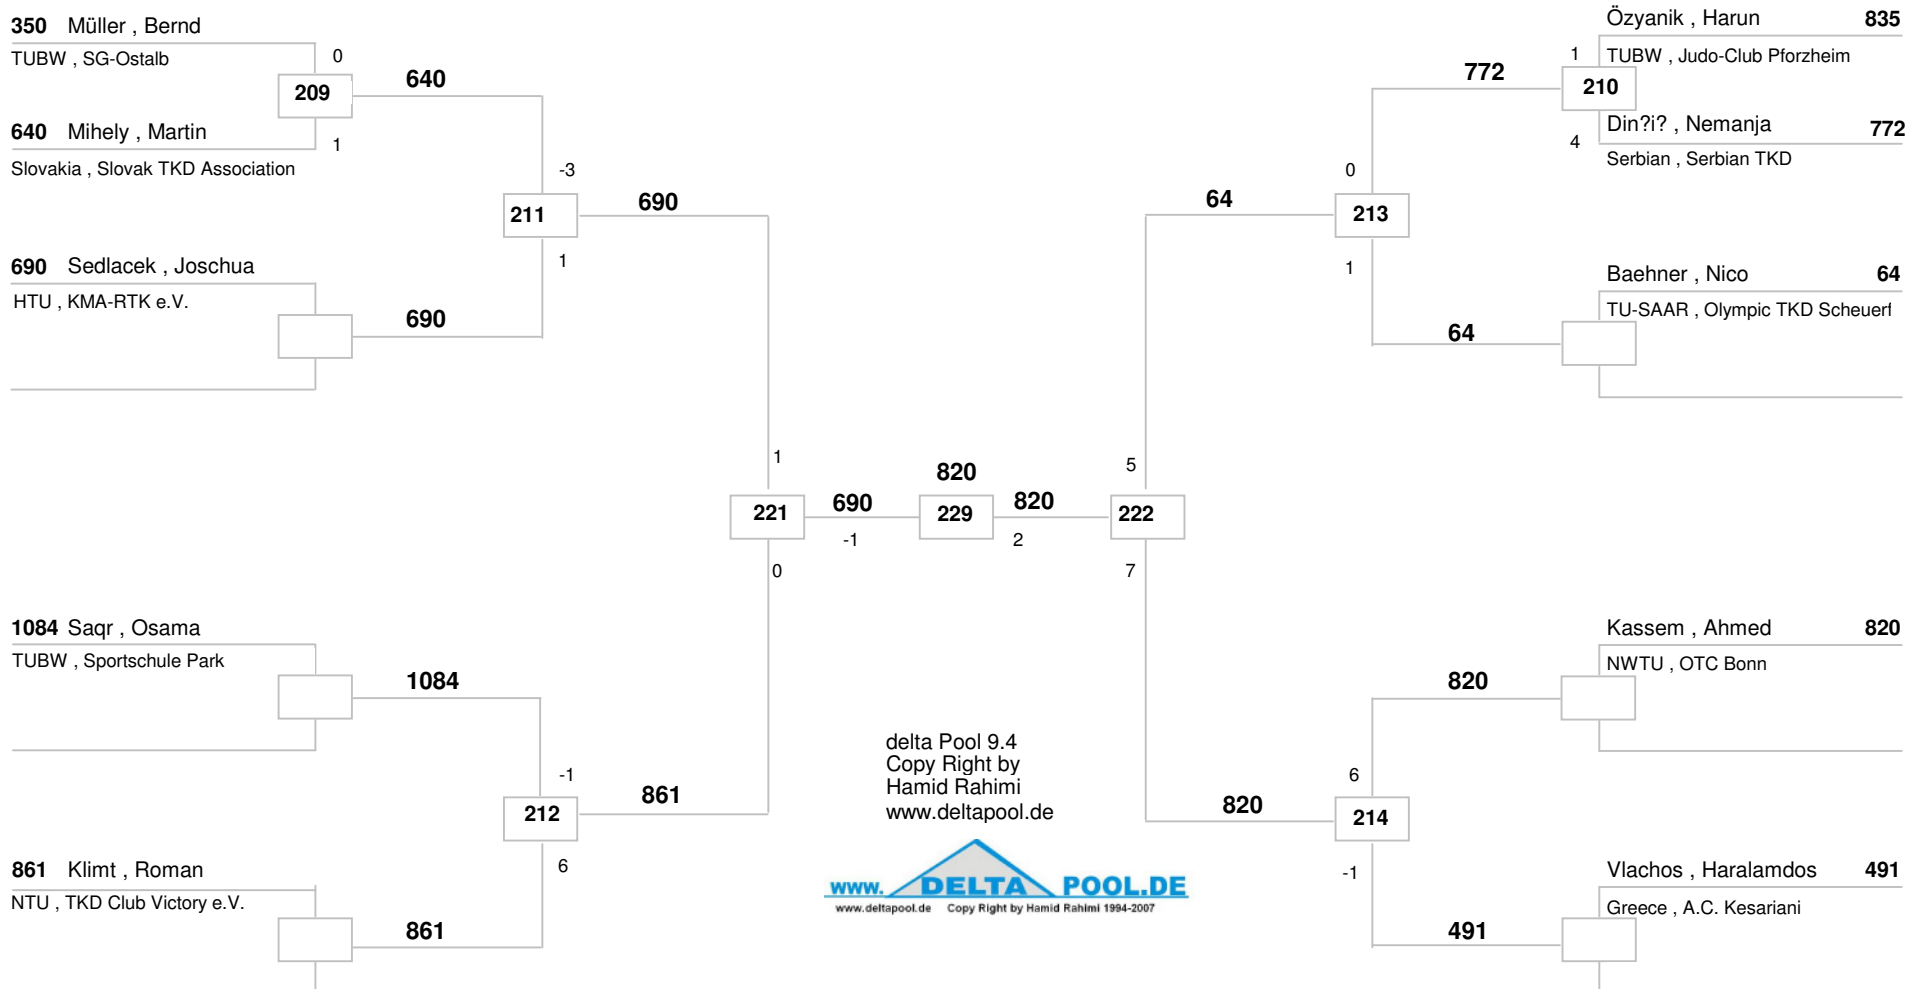 350 Müller , Bernd
TUBW , SG-Ostalb
0
209
640
640 Mihely , Martin
1
Slovakia , Slovak TKD Association
-3
211
690
1
690 Sedlacek , Joschua
HTU , KMA-RTK e.V.
690
1
221
690
-1
0
1084 Saqr , Osama
TUBW , Sportschule Park
1084
-1
212
861
6
861 Klimt , Roman
NTU , TKD Club Victory e.V.
861
820
229
820
2
Özyanik , Harun 835
1
TUBW , Judo-Club Pforzheim
772
210
Din?i? , Nemanja 772
4
Serbian , Serbian TKD
0
64
213
1
Baehner , Nico 64
TU-SAAR , Olympic TKD Scheuerf
64
5
222
7
Kassem , Ahmed 820
NWTU , OTC Bonn
820
6
820
214
-1
Vlachos , Haralamdos 491
Greece , A.C. Kesariani
491
delta Pool 9.4
Copy Right by
Hamid Rahimi
www.deltapool.de
www. DELTA POOL.DE
www.deltapool.de Copy Right by Hamid Rahimi 1994-2007